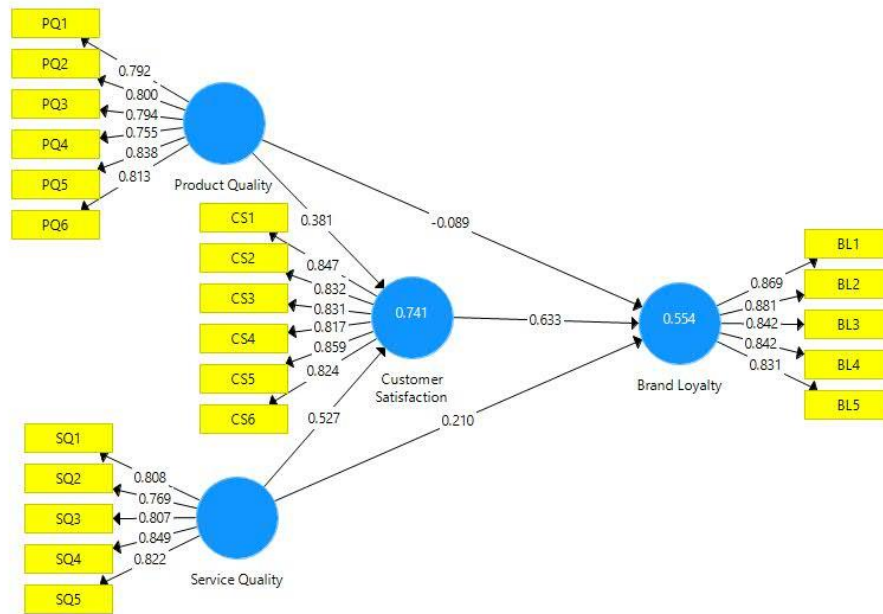 PQ1
PQ2
PQ3
PQ4
PQ5
PQ6
0.792
0.800
0.794
0.755
0.838
0.813
Product Quality
0.381
-0.089
CS1
CS2
CS3
CS4
CS5
CS6
0.847
0.832
0.831
0.817
0.859
0.824
0.741
Customer
Satisfaction
0.633
0.527
0.210
0.554
Brand Loyalty
0.869
0.881
0.842
0.842
0.831
BL1
BL2
BL3
BL4
BL5
SQ1
SQ2
SQ3
SQ4
SQ5
0.808
0.769
0.807
0.849
0.822
Service Quality